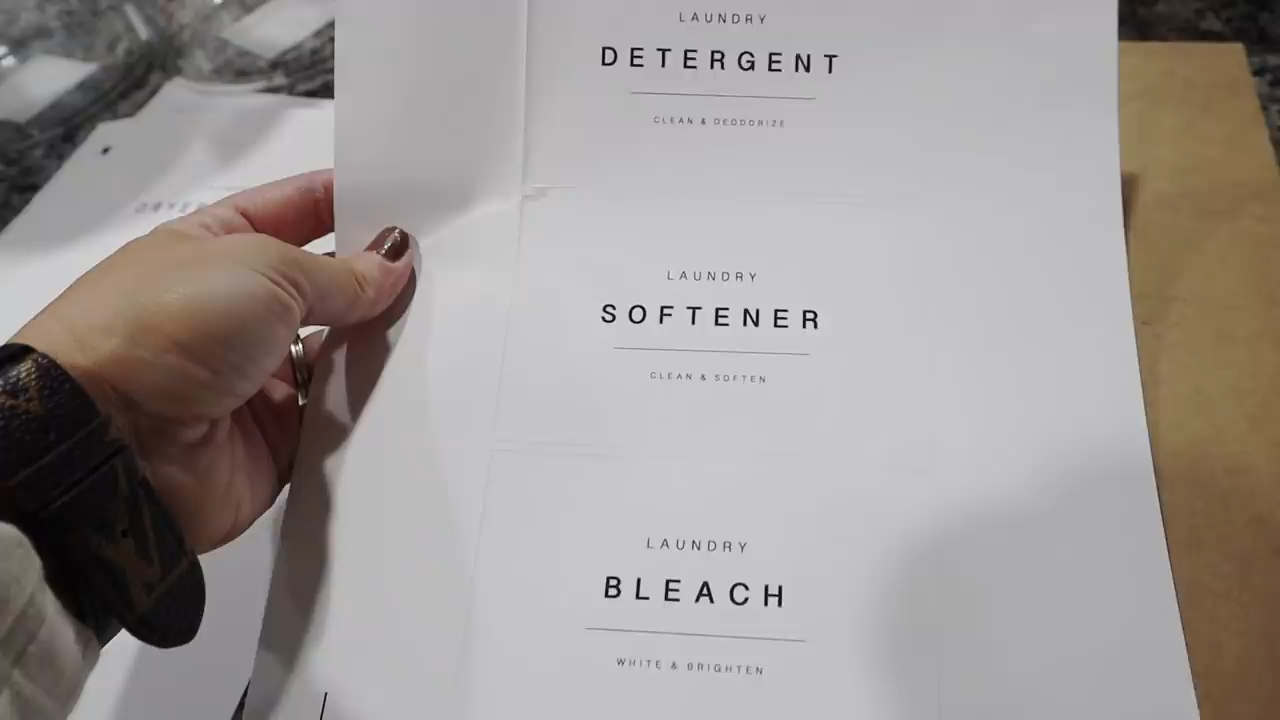 LAUNDRY
DETERGENT
CLEAN & DEODORIZE
LAUNDRY
SOFTENER
CLEAN & SOFTEN
LAUNDRY
BLEACH
WHITE & BRIGHTEN